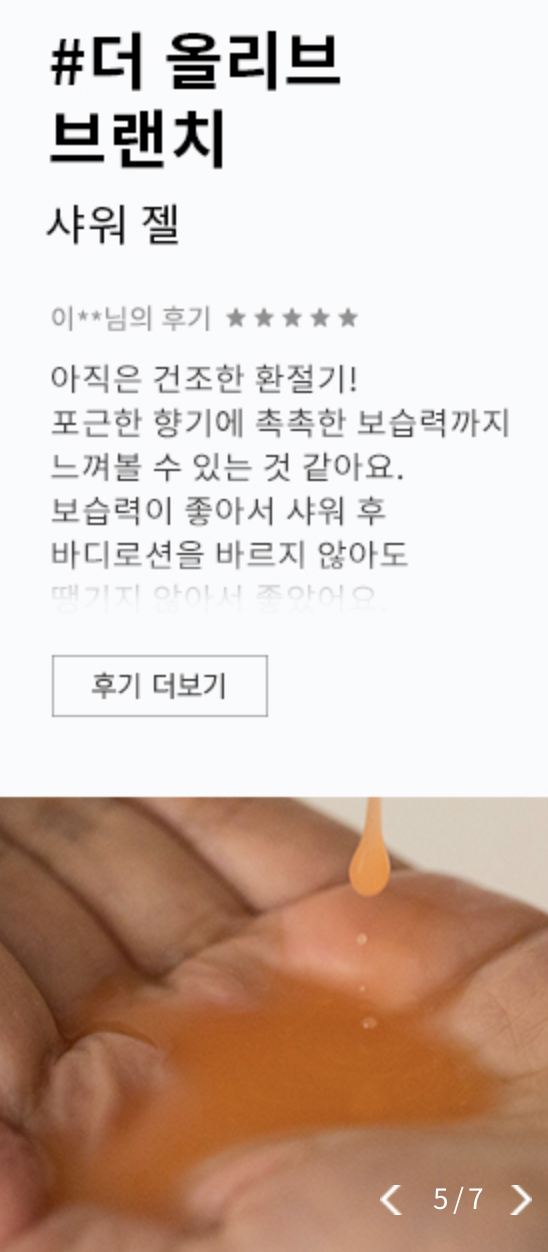 #더 올리브
브랜치
샤워 젤
이**님의 후기 ★★★★★
아직은 건조한 환절기!
포근한 향기에 촉촉한 보습력까지
느껴볼 수 있는 것 같아요.
보습력이 좋아서 샤워 후
바디로션을 바르지 않아도
땡기지 않아서 좋았어요.
후기 더보기
5/7